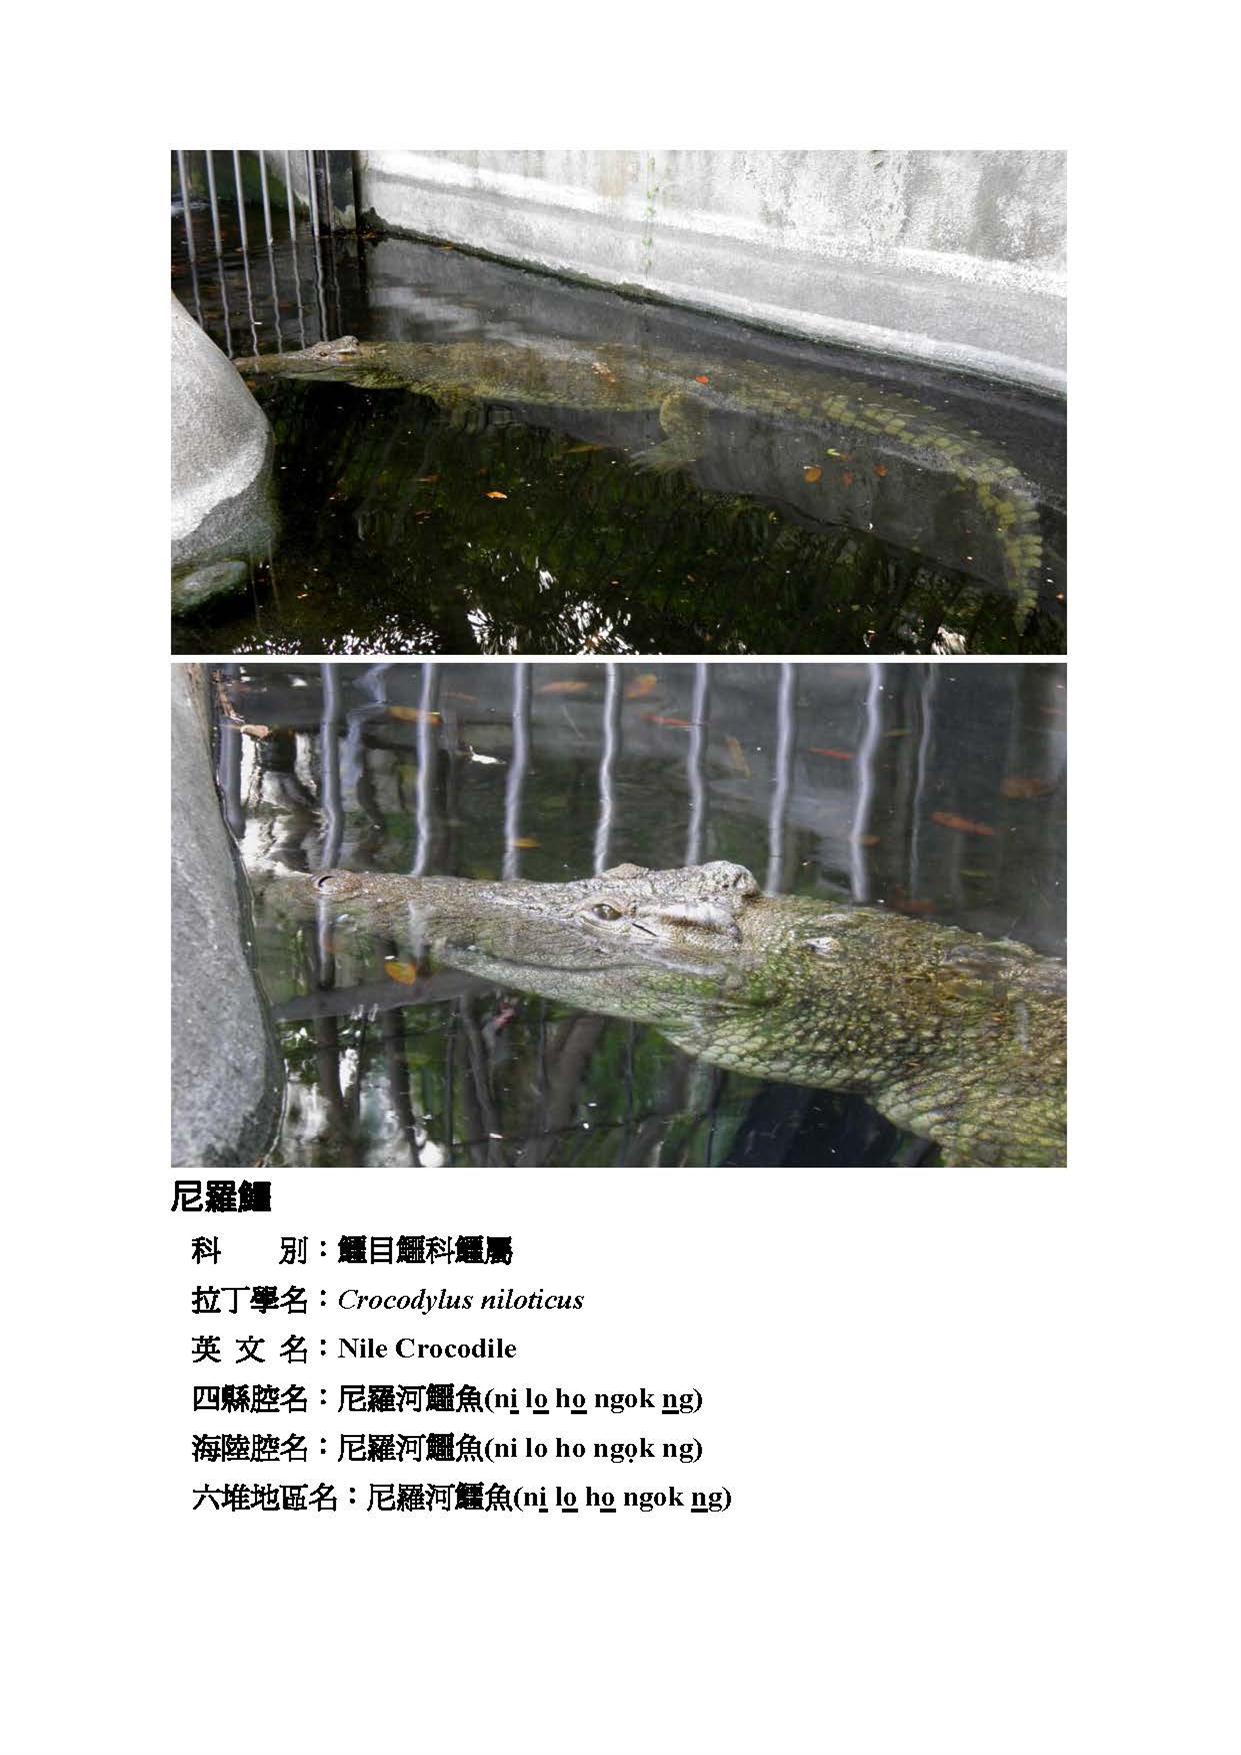 尼羅鱷
科　　別：鱷目鱷科鱷屬
拉丁學名：Crocodylus niloticus
英 文 名：Nile Crocodile
四縣腔名：尼羅河鱷魚(ni̲ lo̲ ho̲ ngok n̲g)
海陸腔名：尼羅河鱷魚(ni lo ho ngọk ng)
六堆地區名：尼羅河鱷魚(ni̲ lo̲ ho̲ ngok n̲g)